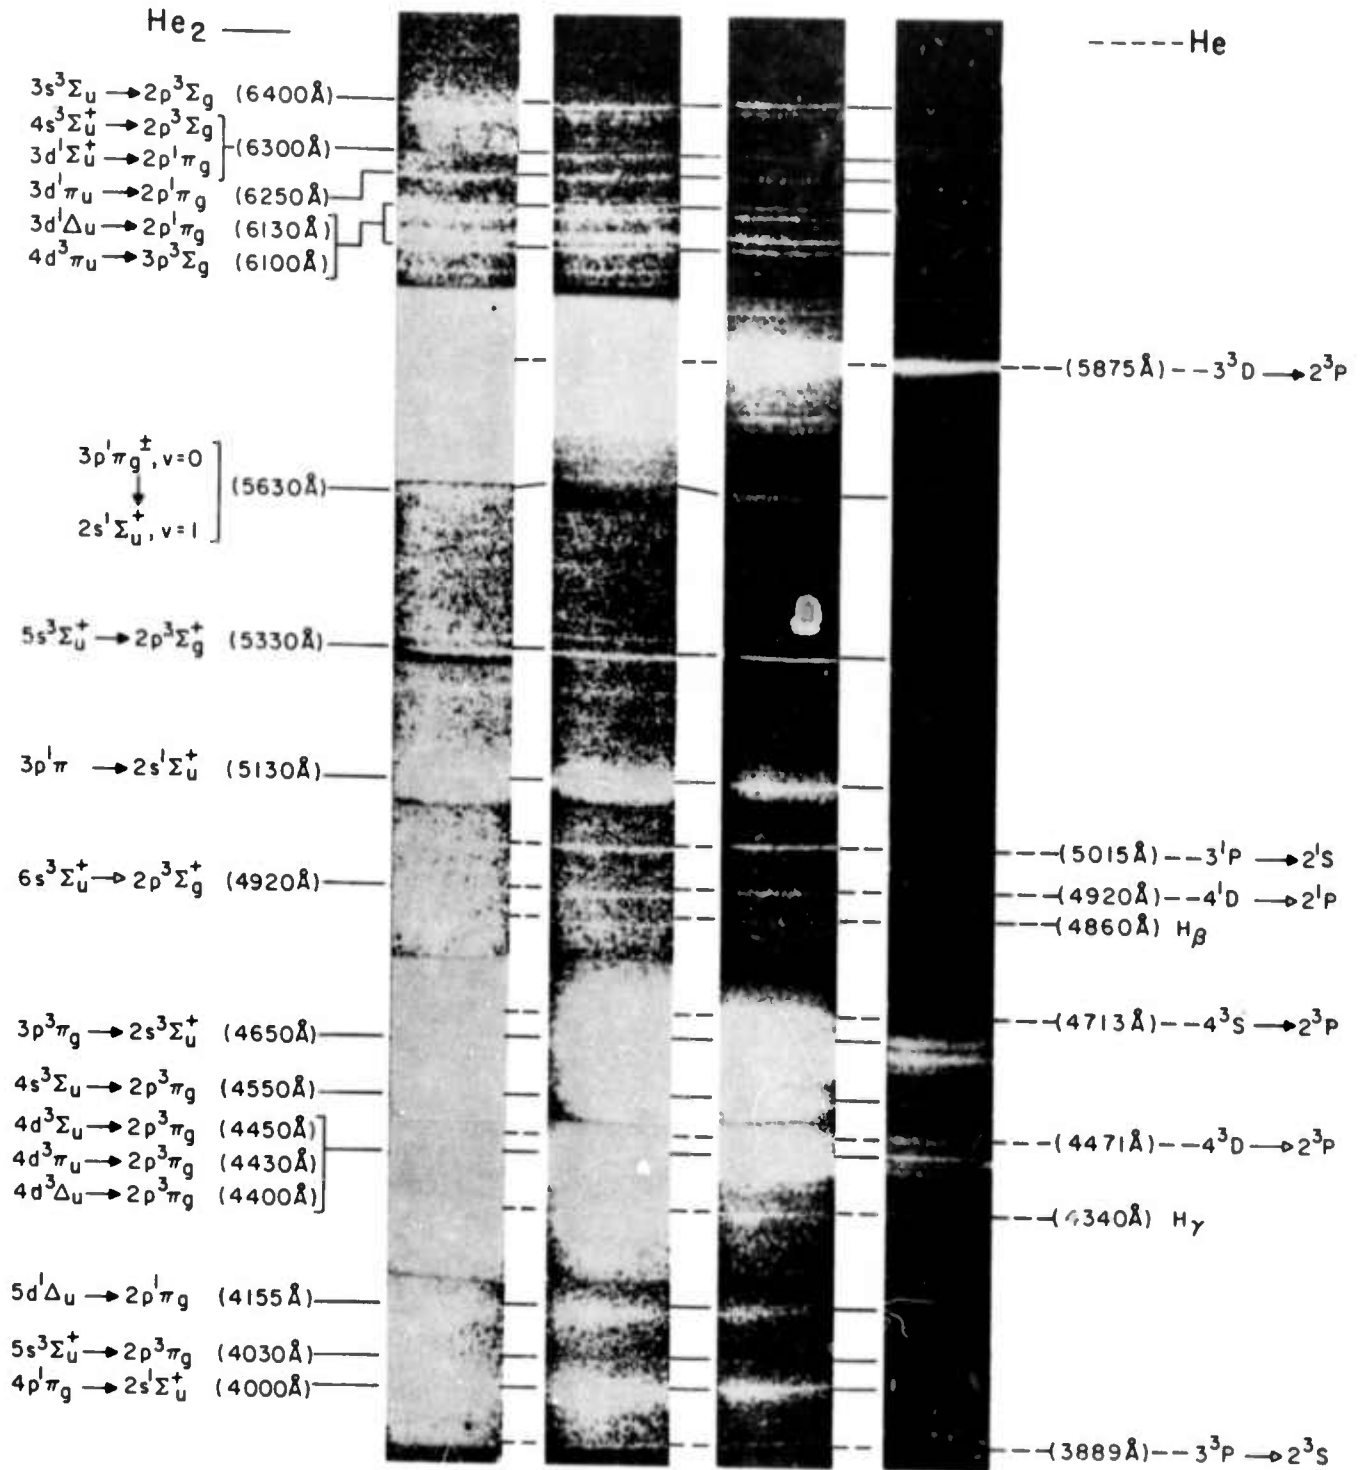 He₂ ——
-----He
3s³Σu → 2p³Σg (6400Å)
4s³Σu⁺ → 2p³Σg
(6300Å)
3d¹Σu⁺ → 2p¹πg
3d¹πu → 2p¹πg (6250Å)
3d¹Δu → 2p¹πg (6130Å)
4d³πu → 3p³Σg (6100Å)
---(5875Å)--3³D → 2³P
3p¹πg±, v=0
↓
(5630Å)
2s¹Σu⁺, v=1
5s³Σu⁺ → 2p³Σg⁺ (5330Å)
3p¹π → 2s¹Σu⁺ (5130Å)
---(5015Å)--3¹P → 2¹S
6s³Σu⁺ → 2p³Σg⁺ (4920Å)
---(4920Å)--4¹D → 2¹P
---(4860Å) Hβ
3p³πg → 2s³Σu⁺ (4650Å)
---(4713Å)--4³S → 2³P
4s³Σu → 2p³πg (4550Å)
4d³Σu → 2p³πg (4450Å)
---(4471Å)--4³D → 2³P
4d³πu → 2p³πg (4430Å)
4d³Δu → 2p³πg (4400Å)
---(4340Å) Hγ
5d¹Δu → 2p¹πg (4155Å)
5s³Σu⁺ → 2p³πg (4030Å)
4p¹πg → 2s¹Σu⁺ (4000Å)
---(3889Å)--3³P → 2³S